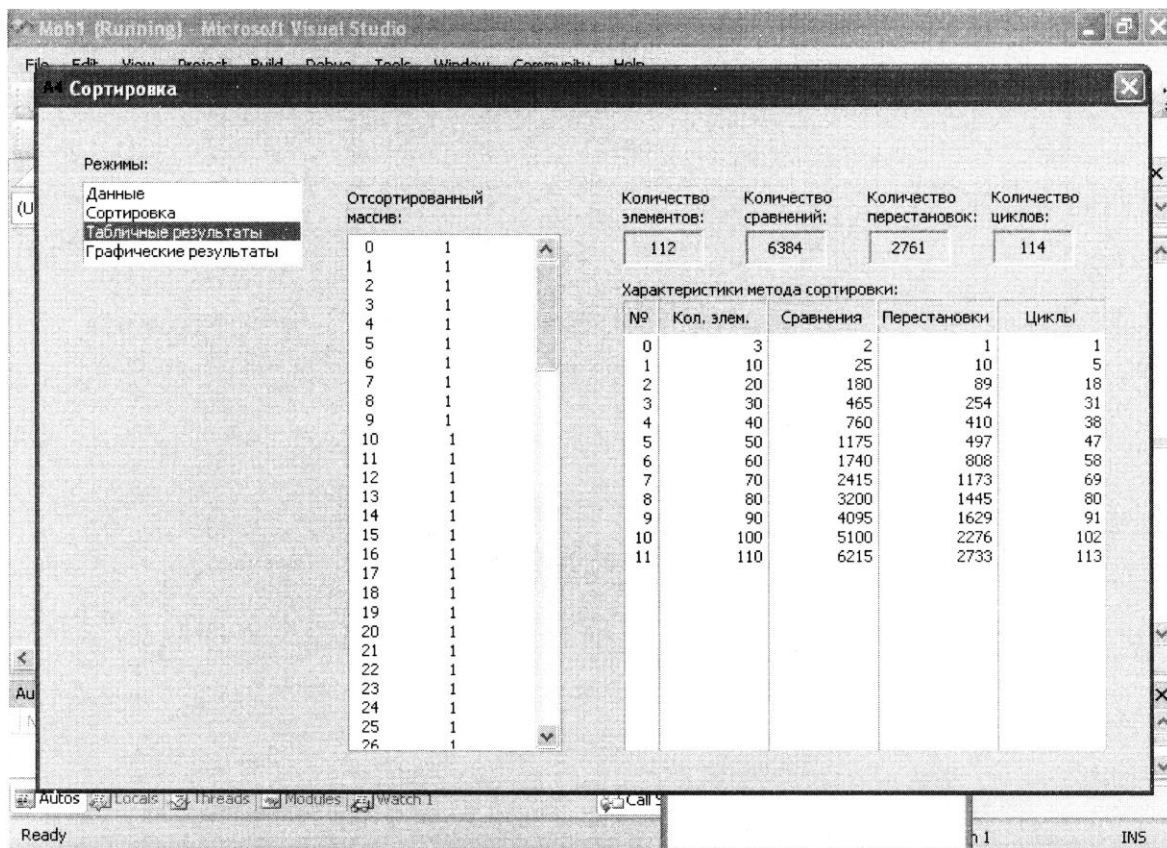 Mob1 (Running) - Microsoft Visual Studio
File Edit View Project Build Debug Tools Window Community Help
Сортировка
Режимы:
Данные
Сортировка
Табличные результаты
Графические результаты
(U
Отсортированный
массив:
0 1
1 1
2 1
3 1
4 1
5 1
6 1
7 1
8 1
9 1
10 1
11 1
12 1
13 1
14 1
15 1
16 1
17 1
18 1
19 1
20 1
21 1
22 1
23 1
24 1
25 1
26 1
Количество элементов: 112
Количество сравнений: 6384
Количество перестановок: 2761
Количество циклов: 114
Характеристики метода сортировки:
№ Кол. элем. Сравнения Перестановки Циклы
0 3 2 1 1
1 10 25 10 5
2 20 180 89 18
3 30 465 254 31
4 40 760 410 38
5 50 1175 497 47
6 60 1740 808 58
7 70 2415 1173 69
8 80 3200 1445 80
9 90 4095 1629 91
10 100 5100 2276 102
11 110 6215 2733 113
Au
Autos Locals Threads Modules Watch 1
Call S
Ready
h 1
INS